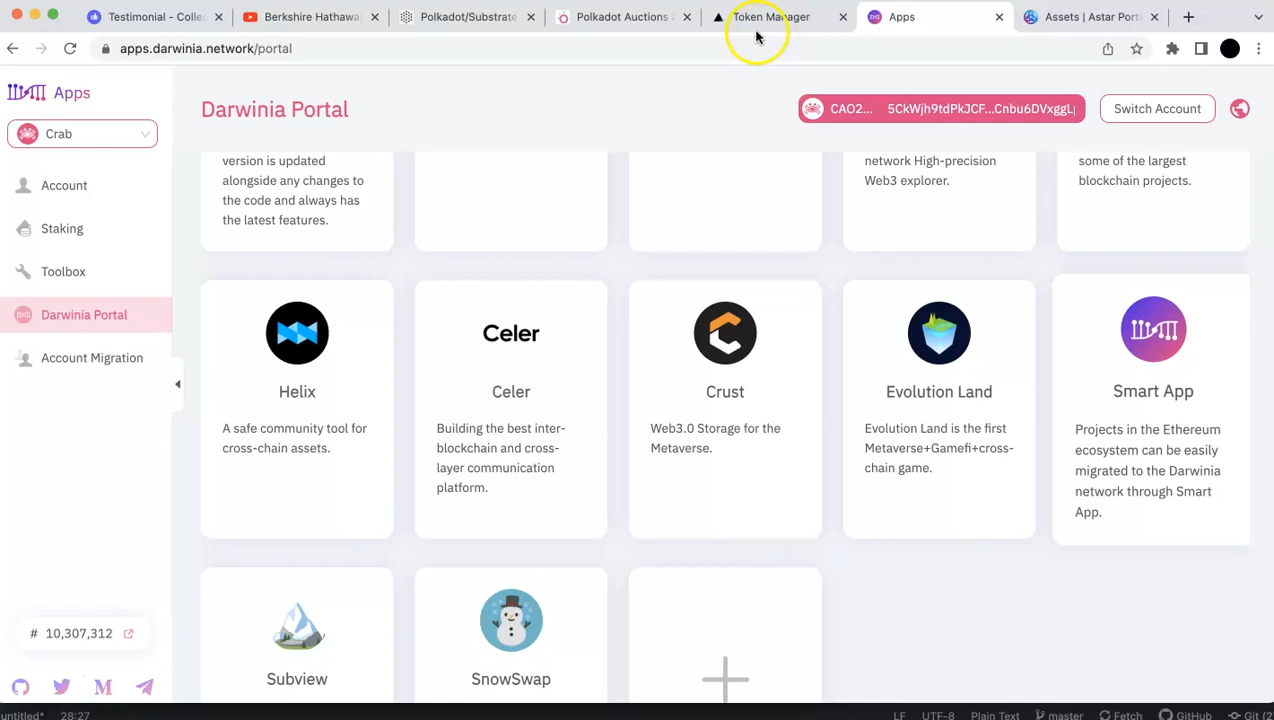 Testimonial - Colle
Berkshire Hathawa
Polkadot/Substrate
Polkadot Auctions a
Token Manager
Apps
Assets | Astar Porta
apps.darwinia.network/portal
Apps
Crab
Account
Staking
Toolbox
Darwinia Portal
Account Migration
# 10,307,312
Darwinia Portal
CAO2... 5CkWjh9tdPkJCF...Cnbu6DVxggL
Switch Account
version is updated
alongside any changes to
the code and always has
the latest features.
network High-precision
Web3 explorer.
some of the largest
blockchain projects.
Helix
A safe community tool for
cross-chain assets.
Celer
Celer
Building the best inter-
blockchain and cross-
layer communication
platform.
Crust
Web3.0 Storage for the
Metaverse.
Evolution Land
Evolution Land is the first
Metaverse+Gamefi+cross-
chain game.
Smart App
Projects in the Ethereum
ecosystem can be easily
migrated to the Darwinia
network through Smart
App.
Subview
SnowSwap
untitled* 28:27 LF UTF-8 Plain Text master Fetch GitHub Git (2